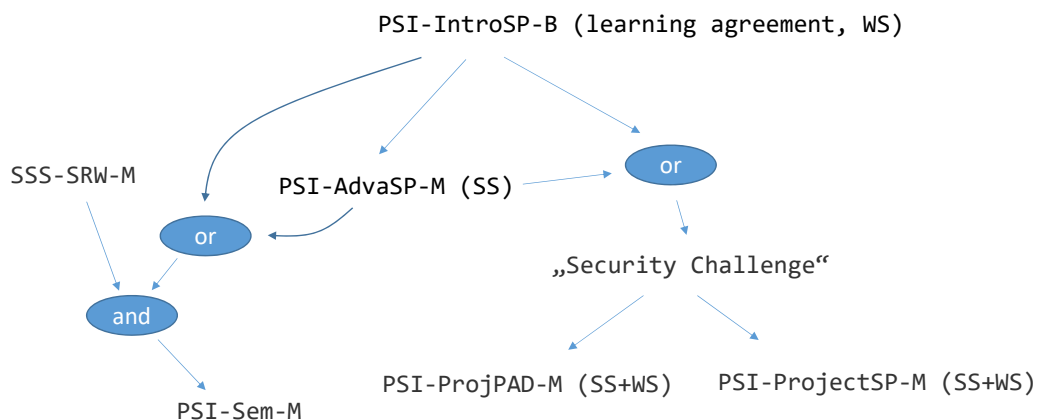 PSI-IntroSP-B (learning agreement, WS)
SSS-SRW-M
PSI-AdvaSP-M (SS)
or
or
„Security Challenge“
and
PSI-ProjPAD-M (SS+WS)
PSI-ProjectSP-M (SS+WS)
PSI-Sem-M